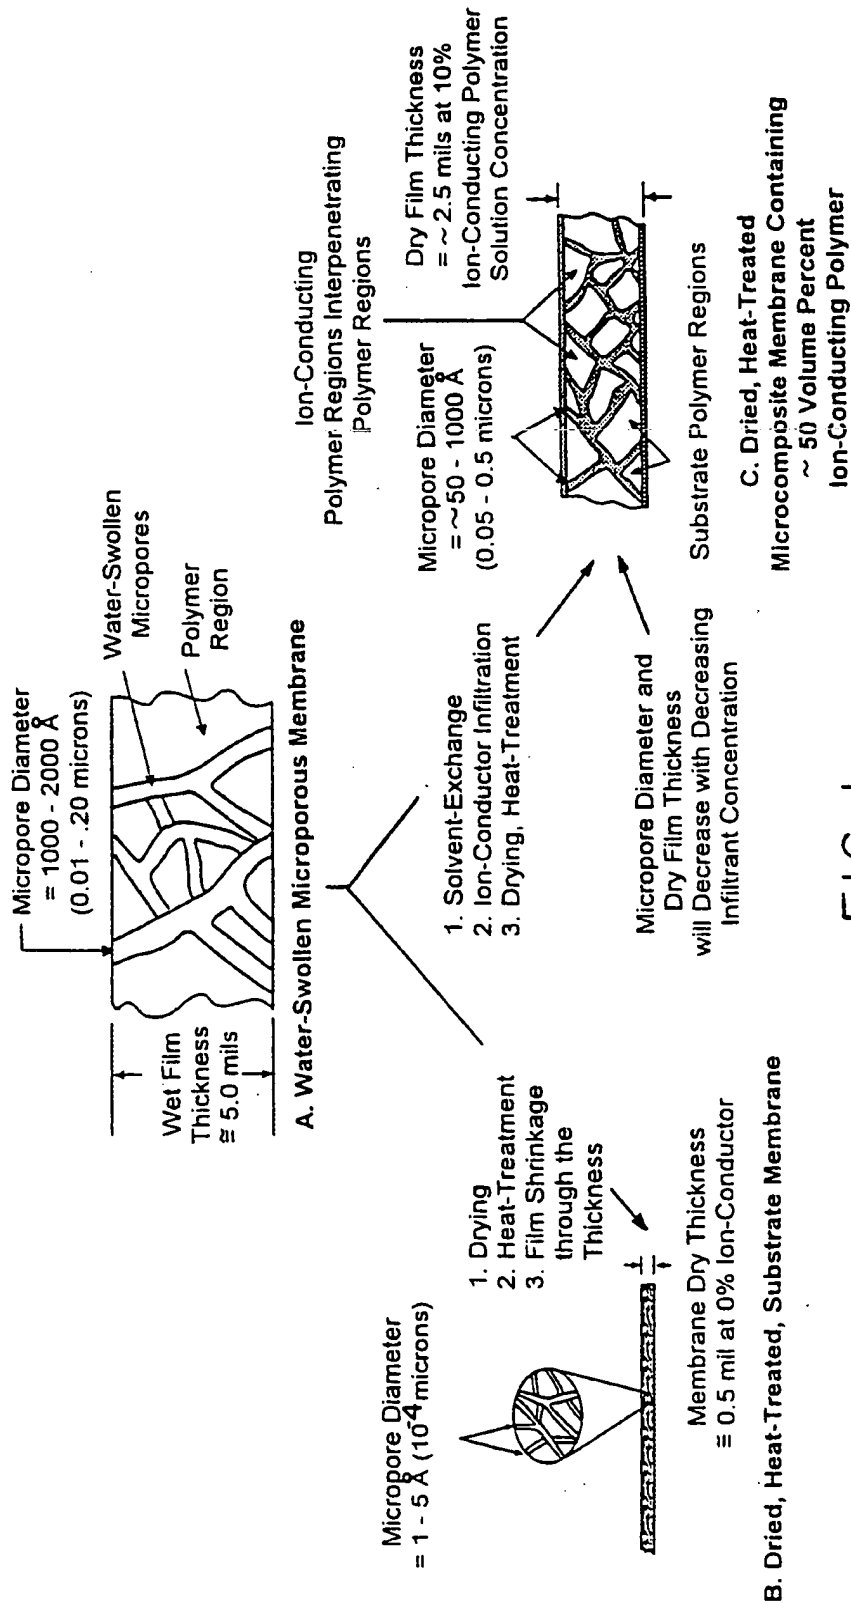 Micropore Diameter
= 1000 - 2000 Å
(0.01 - .20 microns)
Water-Swollen
Micropores
Polymer
Region
Wet Film
Thickness
≅ 5.0 mils
A. Water-Swollen Microporous Membrane
Micropore Diameter
= 1 - 5 Å (10⁻⁴ microns)
1. Drying
2. Heat-Treatment
3. Film Shrinkage
through the
Thickness
Membrane Dry Thickness
≅ 0.5 mil at 0% Ion-Conductor
B. Dried, Heat-Treated, Substrate Membrane
1. Solvent-Exchange
2. Ion-Conductor Infiltration
3. Drying, Heat-Treatment
Micropore Diameter and
Dry Film Thickness
will Decrease with Decreasing
Infiltrant Concentration
Ion-Conducting
Polymer Regions Interpenetrating
Polymer Regions
Micropore Diameter
= ~50 - 1000 Å
(0.05 - 0.5 microns)
Dry Film Thickness
= ~2.5 mils at 10%
Ion-Conducting Polymer
Solution Concentration
Substrate Polymer Regions
C. Dried, Heat-Treated
Microcomposite Membrane Containing
~ 50 Volume Percent
Ion-Conducting Polymer